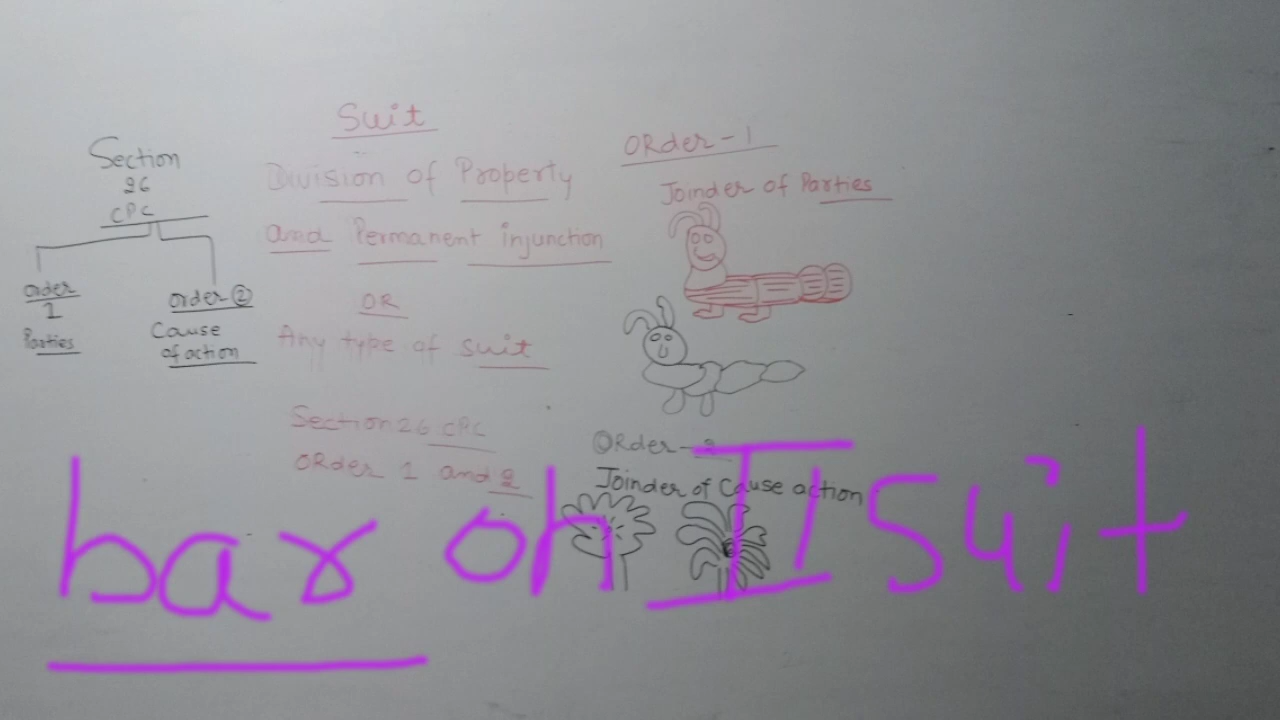 Section
26
CPC
Order
1
Parties
Order ②
Cause
of action
Suit
Division of Property
and Permanent injunction
OR
Any type of suit
Section 26 CPC
ORder 1 and 2
ORder-1
Joinder of Parties
ORder-2
Joinder of Cause action
bar on II Suit